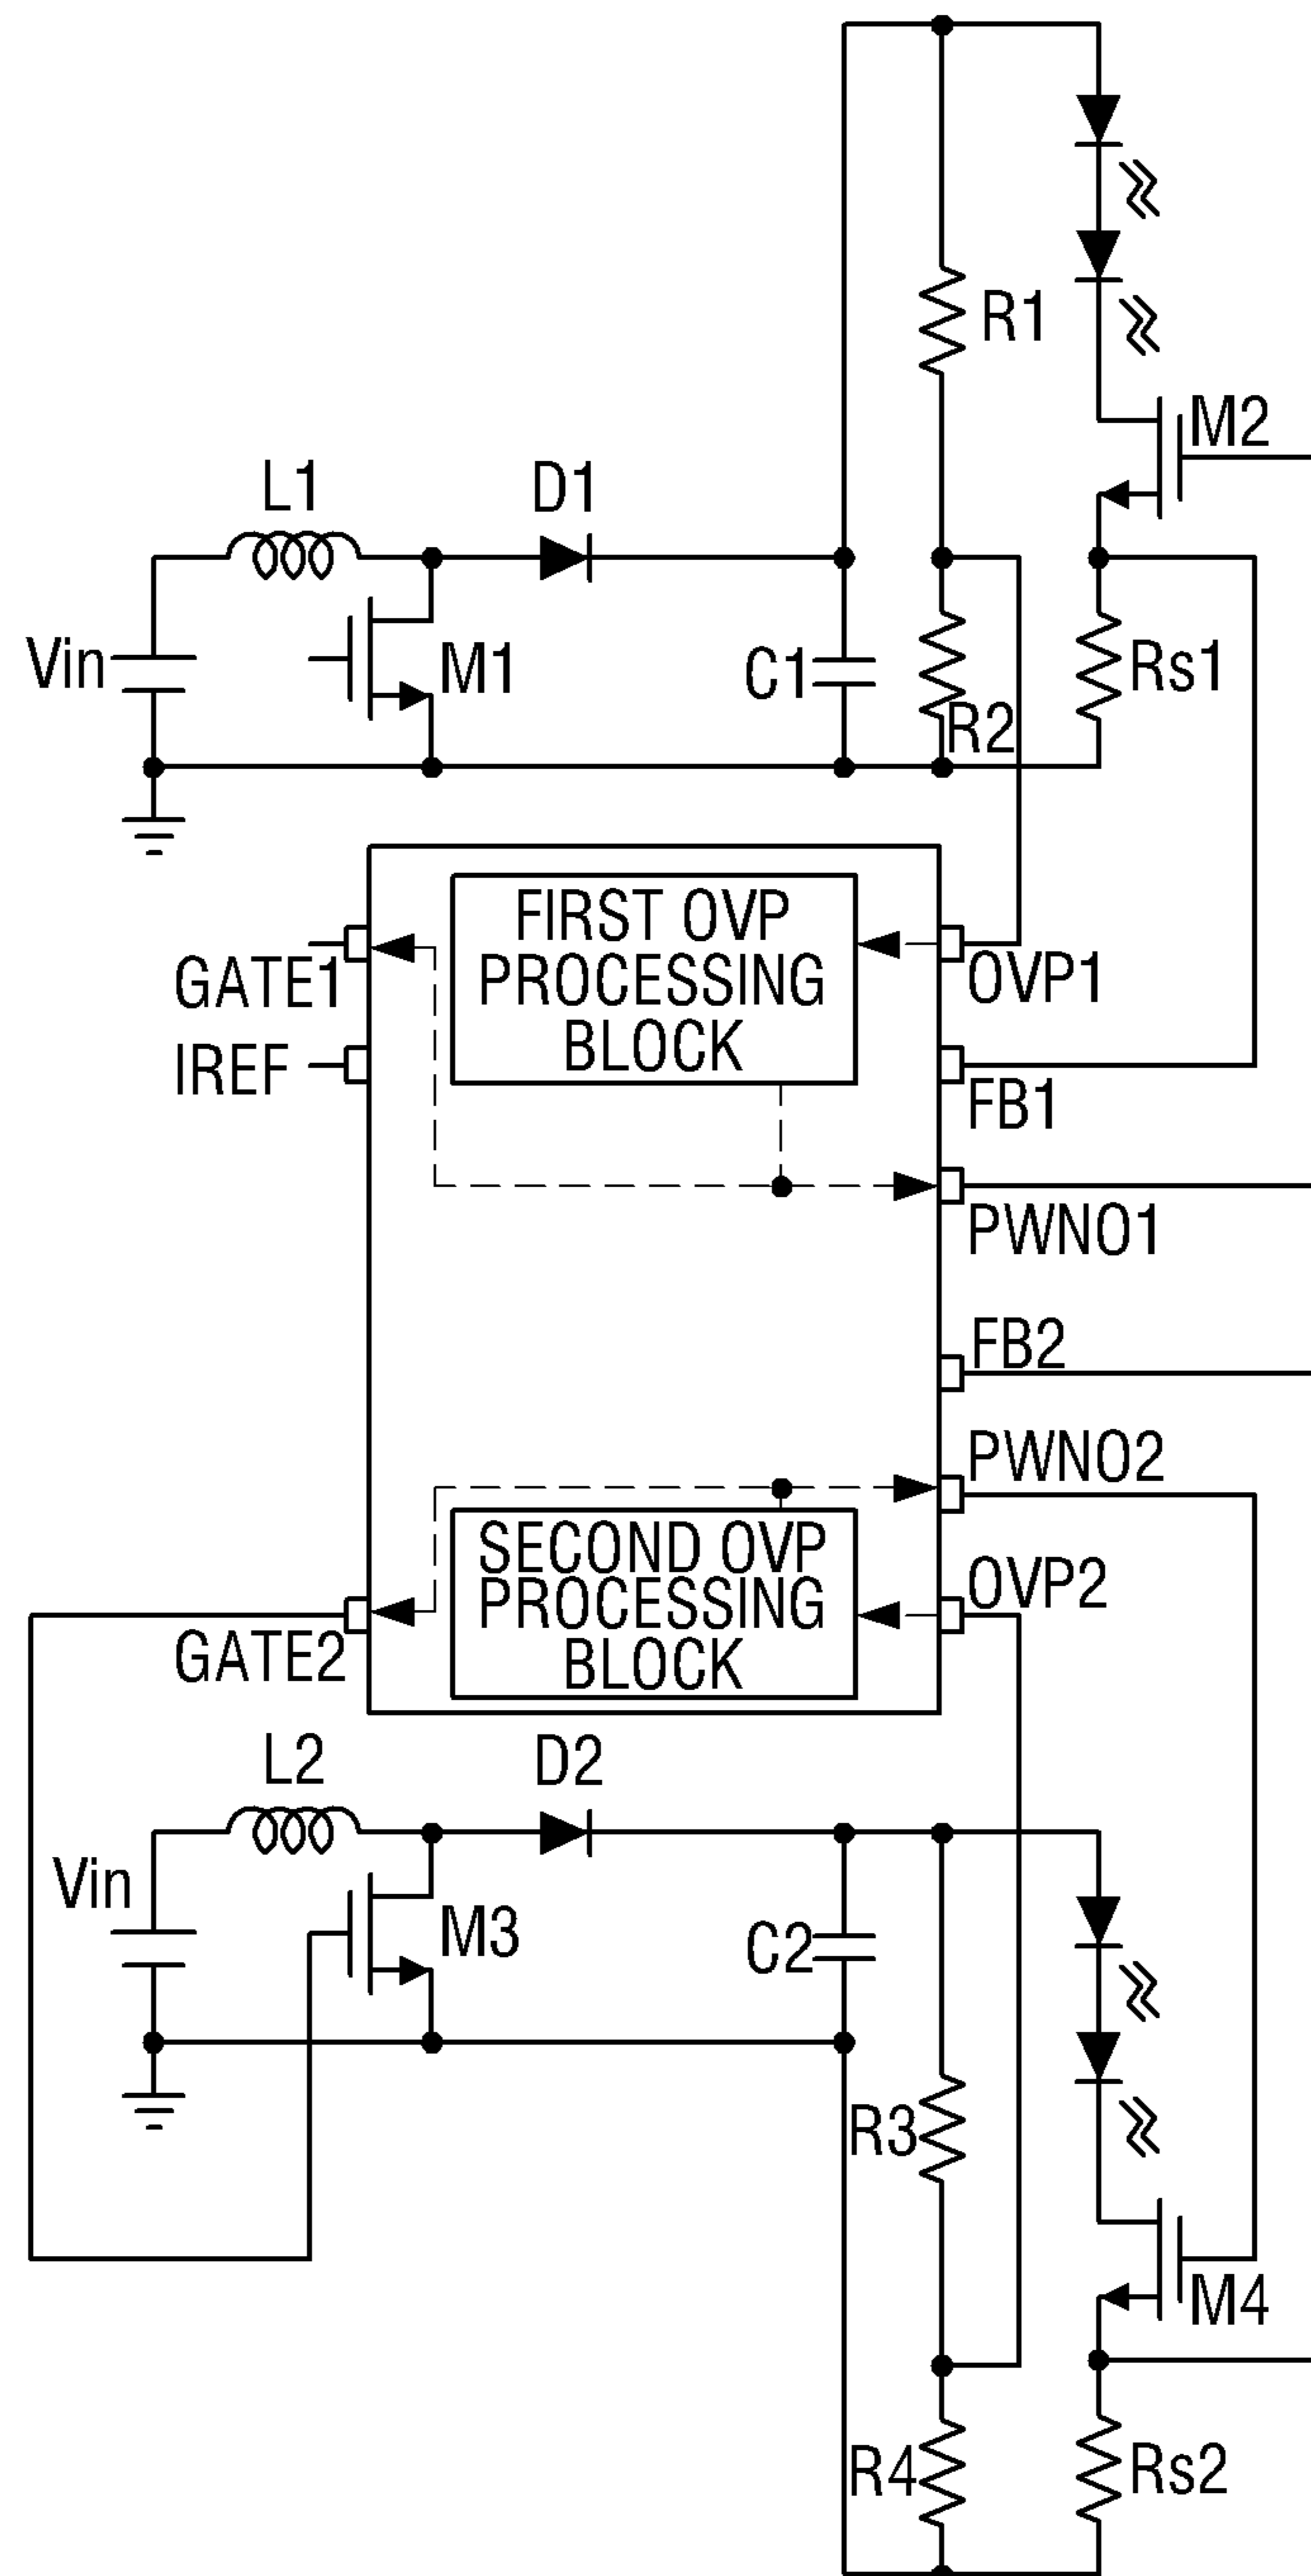 R1
M2
L1
D1
Vin
M1
C1
Rs1
R2
FIRST OVP
PROCESSING
BLOCK
GATE1
OVP1
IREF
FB1
PWNO1
FB2
PWNO2
SECOND OVP
PROCESSING
BLOCK
OVP2
GATE2
L2
D2
Vin
M3
C2
R3
M4
R4
Rs2